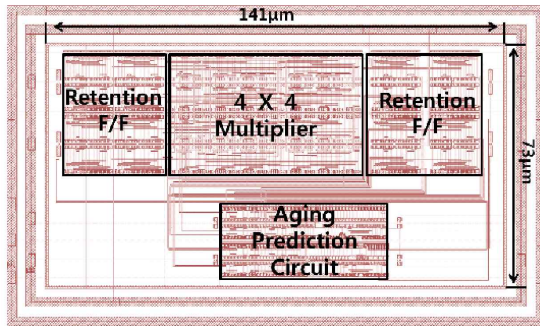 141μm
Retention
F/F
4 X 4
Multiplier
Retention
F/F
73μm
Aging
Prediction
Circuit